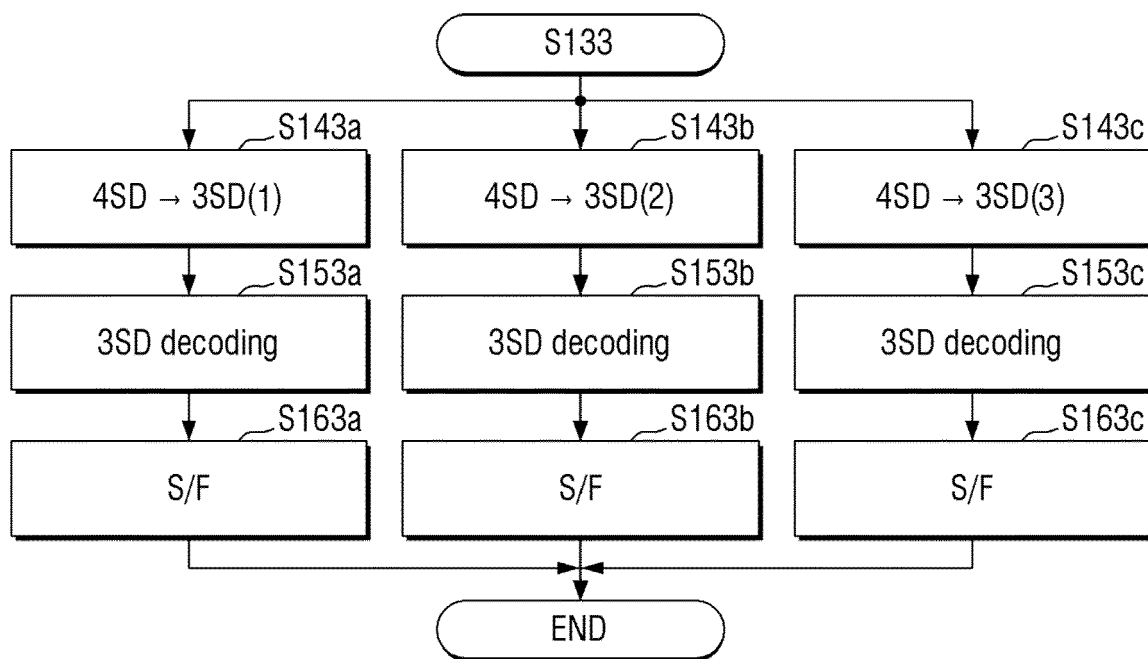 S133
S143a
S143b
S143c
4SD → 3SD(1)
4SD → 3SD(2)
4SD → 3SD(3)
S153a
S153b
S153c
3SD decoding
3SD decoding
3SD decoding
S163a
S163b
S163c
S/F
S/F
S/F
END